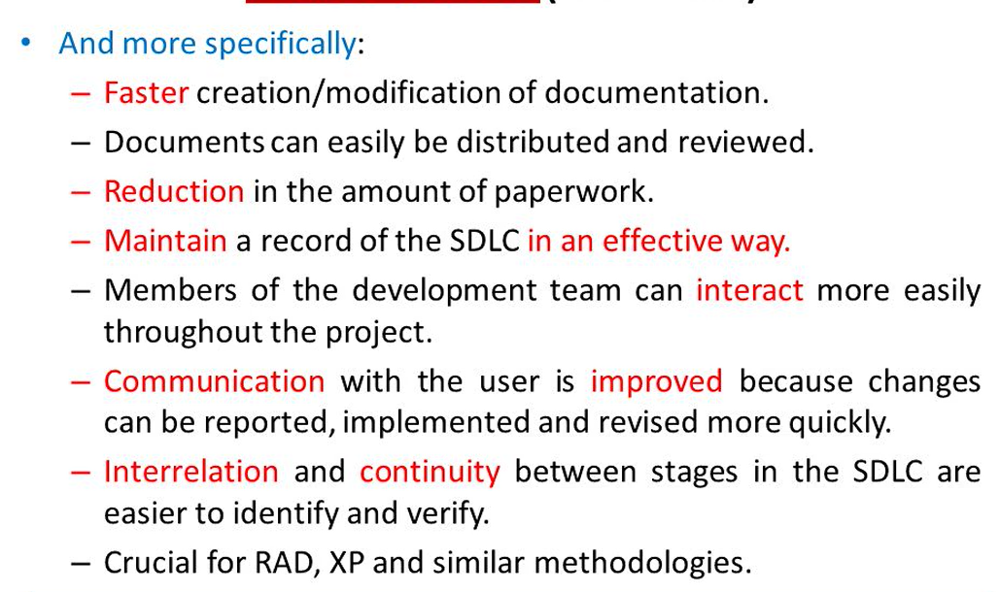 • And more specifically:
– Faster creation/modification of documentation.
– Documents can easily be distributed and reviewed.
– Reduction in the amount of paperwork.
– Maintain a record of the SDLC in an effective way.
– Members of the development team can interact more easily
throughout the project.
– Communication with the user is improved because changes
can be reported, implemented and revised more quickly.
– Interrelation and continuity between stages in the SDLC are
easier to identify and verify.
– Crucial for RAD, XP and similar methodologies.